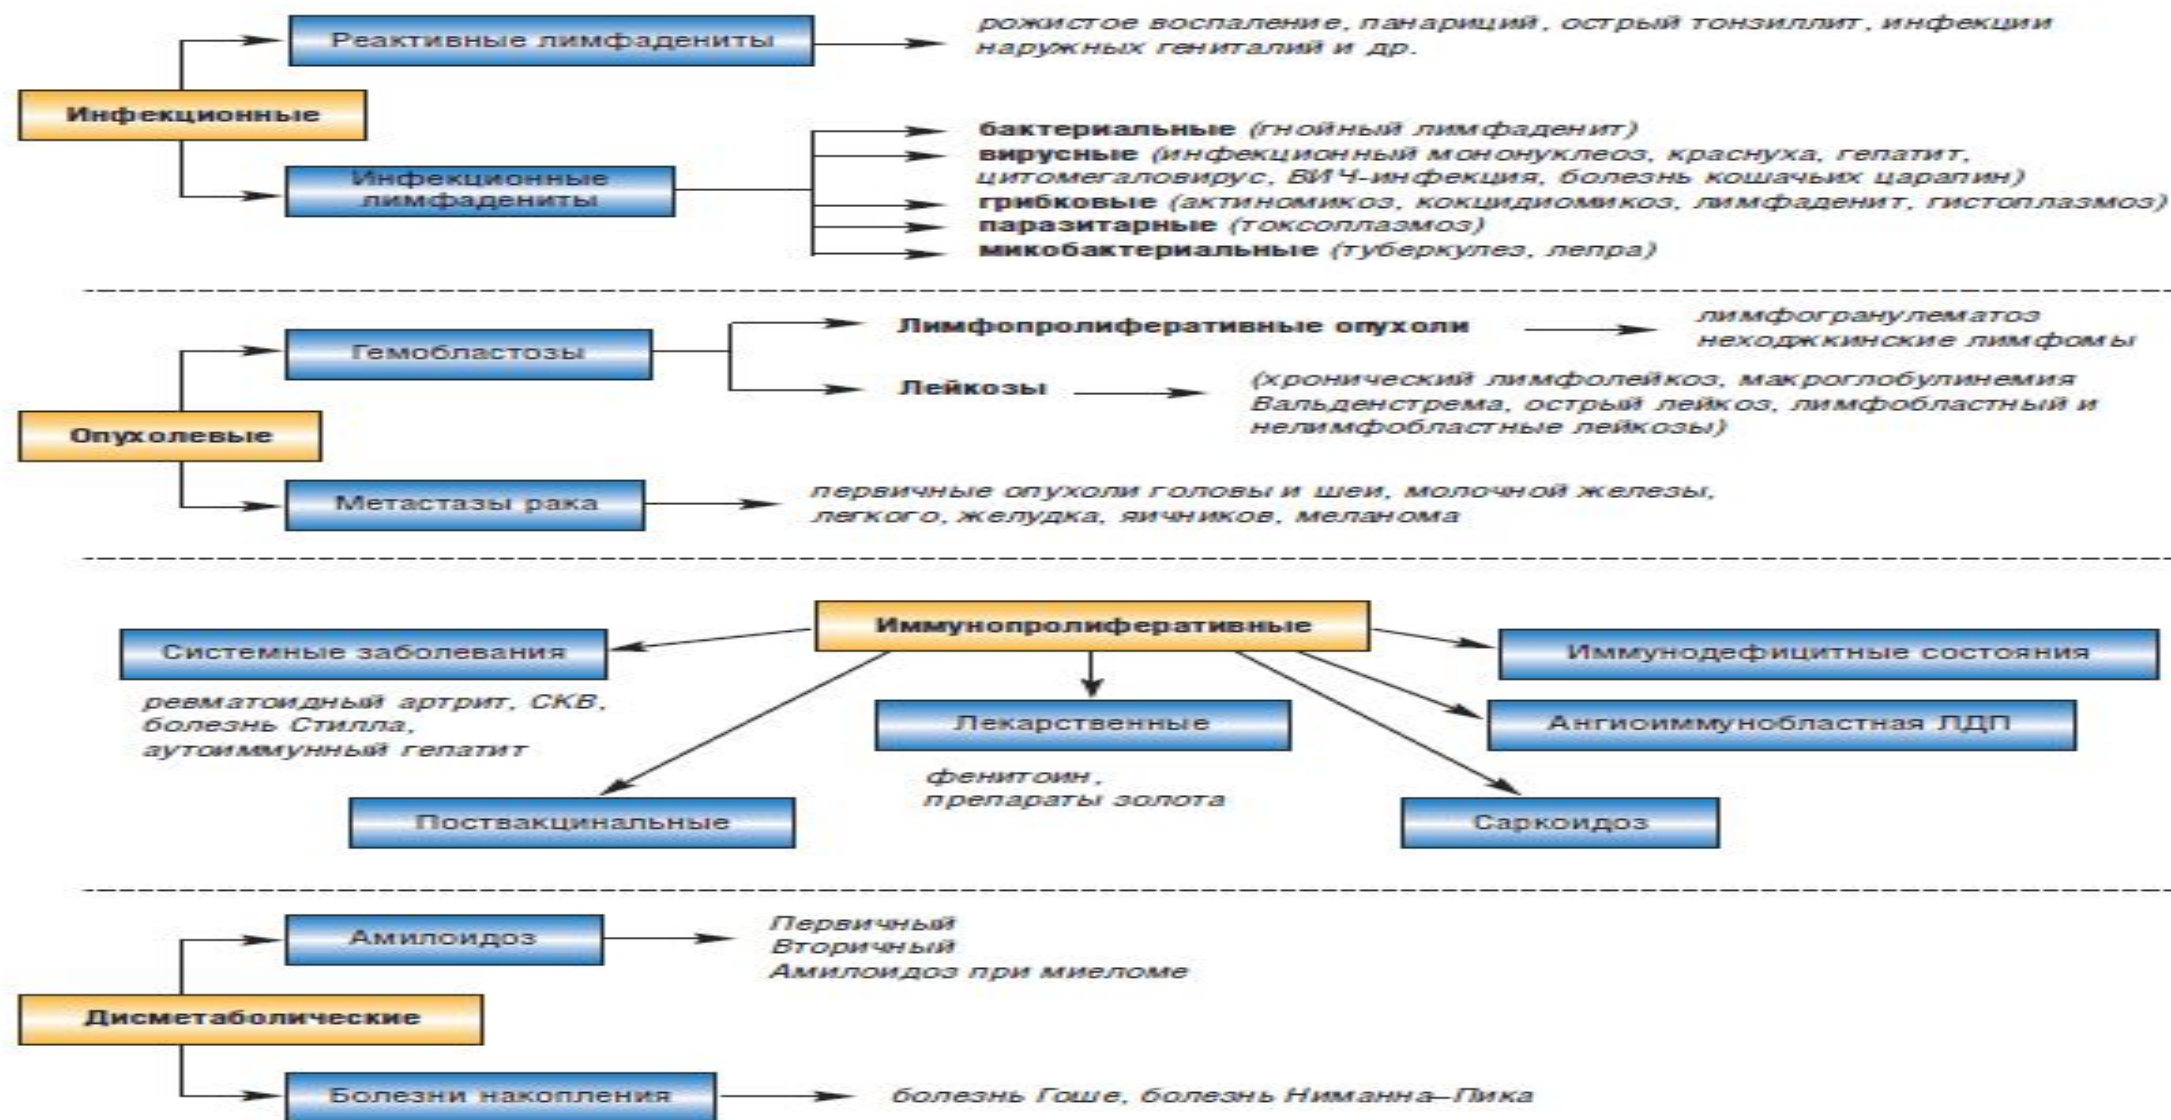 Реактивные лимфадениты
рожистое воспаление, панариций, острый тонзиллит, инфекции
наружных гениталий и др.
Инфекционные
Инфекционные
лимфадениты
бактериальные (гнойный лимфаденит)
вирусные (инфекционный мононуклеоз, краснуха, гепатит,
цитомегаловирус, ВИЧ-инфекция, болезнь кошачьих царапин)
грибковые (актиномикоз, кокцидиомикоз, лимфаденит, гистоплазмоз)
паразитарные (токсоплазмоз)
микобактериальные (туберкулез, лепра)
Гемобластозы
Лимфопролиферативные опухоли
лимфогранулематоз
неходжкинские лимфомы
Лейкозы
(хронический лимфолейкоз, макроглобулинемия
Вальденстрема, острый лейкоз, лимфобластный и
нелимфобластные лейкозы)
Опухолевые
Метастазы рака
первичные опухоли головы и шеи, молочной железы,
легкого, желудка, яичников, меланома
Иммунопролиферативные
Системные заболевания
ревматоидный артрит, СКВ,
болезнь Стилла,
аутоиммунный гепатит
Иммунодефицитные состояния
Лекарственные
фенитоин,
препараты золота
Ангиоиммунобластная ЛДП
Поствакцинальные
Саркоидоз
Амилоидоз
Первичный
Вторичный
Амилоидоз при миеломе
Дисметаболические
Болезни накопления
болезнь Гоше, болезнь Ниманна–Пика